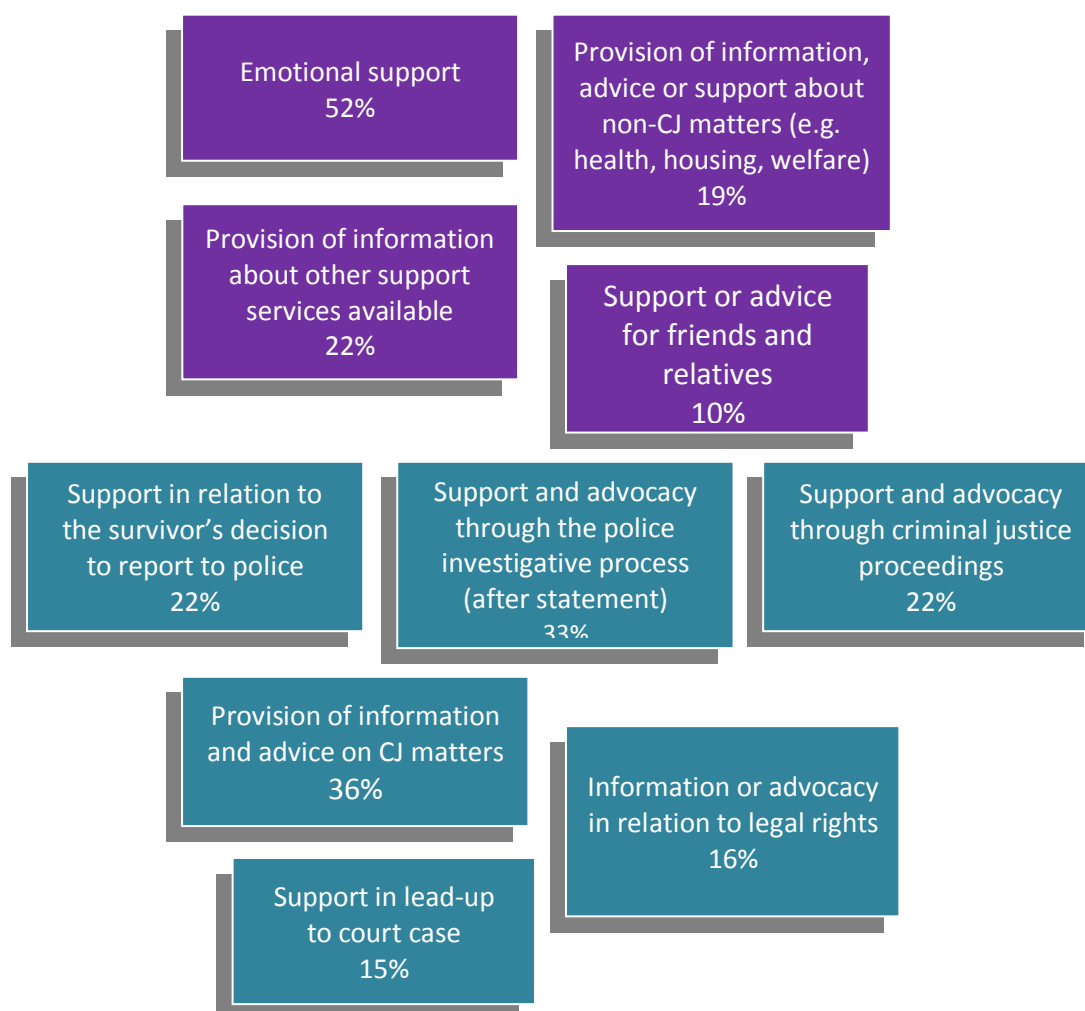 Emotional support
52%
Provision of information,
advice or support about
non-CJ matters (e.g.
health, housing, welfare)
19%
Provision of information
about other support
services available
22%
Support or advice
for friends and
relatives
10%
Support in relation to
the survivor’s decision
to report to police
22%
Support and advocacy
through the police
investigative process
(after statement)
33%
Support and advocacy
through criminal justice
proceedings
22%
Provision of information
and advice on CJ matters
36%
Information or advocacy
in relation to legal rights
16%
Support in lead-up
to court case
15%